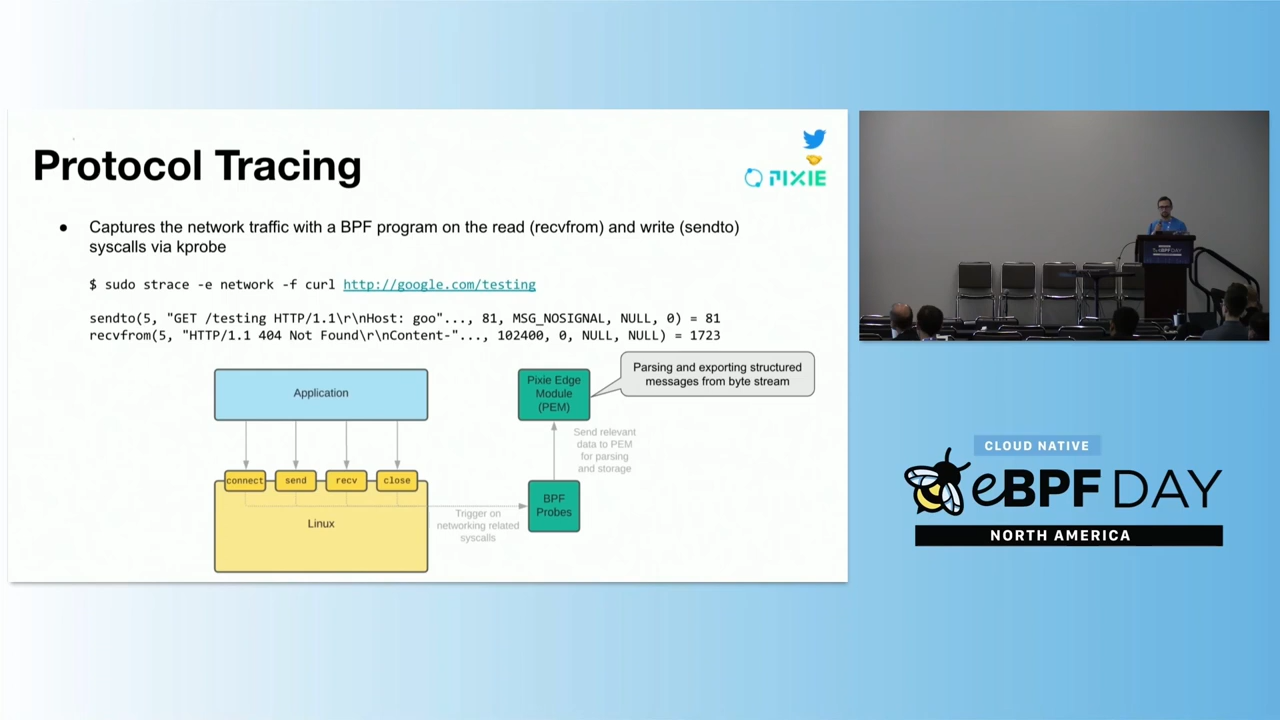 Protocol Tracing
PIXIE
● Captures the network traffic with a BPF program on the read (recvfrom) and write (sendto)
syscalls via kprobe
$ sudo strace -e network -f curl http://google.com/testing
sendto(5, "GET /testing HTTP/1.1\r\nHost: goo"..., 81, MSG_NOSIGNAL, NULL, 0) = 81
recvfrom(5, "HTTP/1.1 404 Not Found\r\nContent-"..., 102400, 0, NULL, NULL) = 1723
Application
connect
send
recv
close
Linux
Trigger on
networking related
syscalls
BPF
Probes
Send relevant
data to PEM
for parsing
and storage
Pixie Edge
Module
(PEM)
Parsing and exporting structured
messages from byte stream
eBPF DAY
CLOUD NATIVE
eBPF DAY
NORTH AMERICA